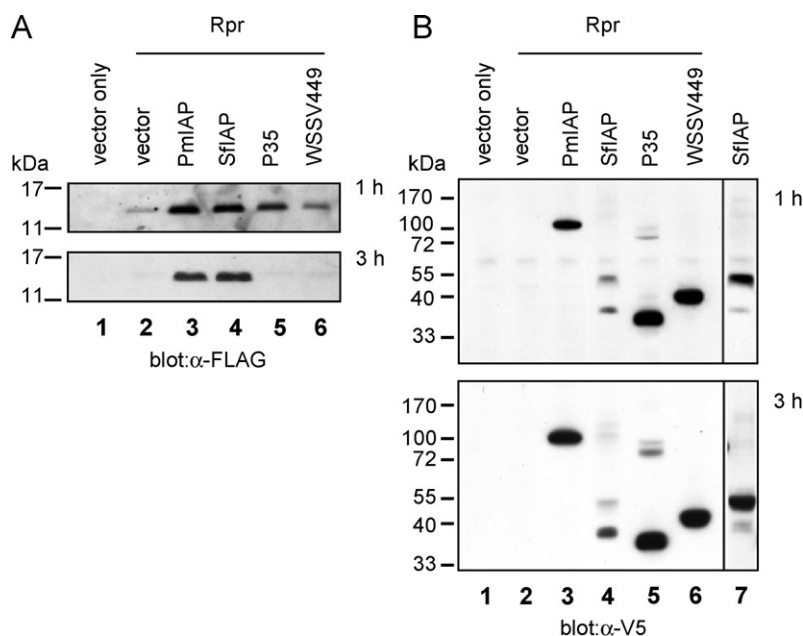 A
Rpr
vector only
vector
PmIAP
SfIAP
P35
WSSV449
kDa
17
11
1 h
17
11
3 h
1 2 3 4 5 6
blot:α-FLAG
B
Rpr
vector only
vector
PmIAP
SfIAP
P35
WSSV449
SfIAP
kDa
170
100
72
55
40
33
1 h
170
100
72
55
40
33
3 h
1 2 3 4 5 6 7
blot:α-V5